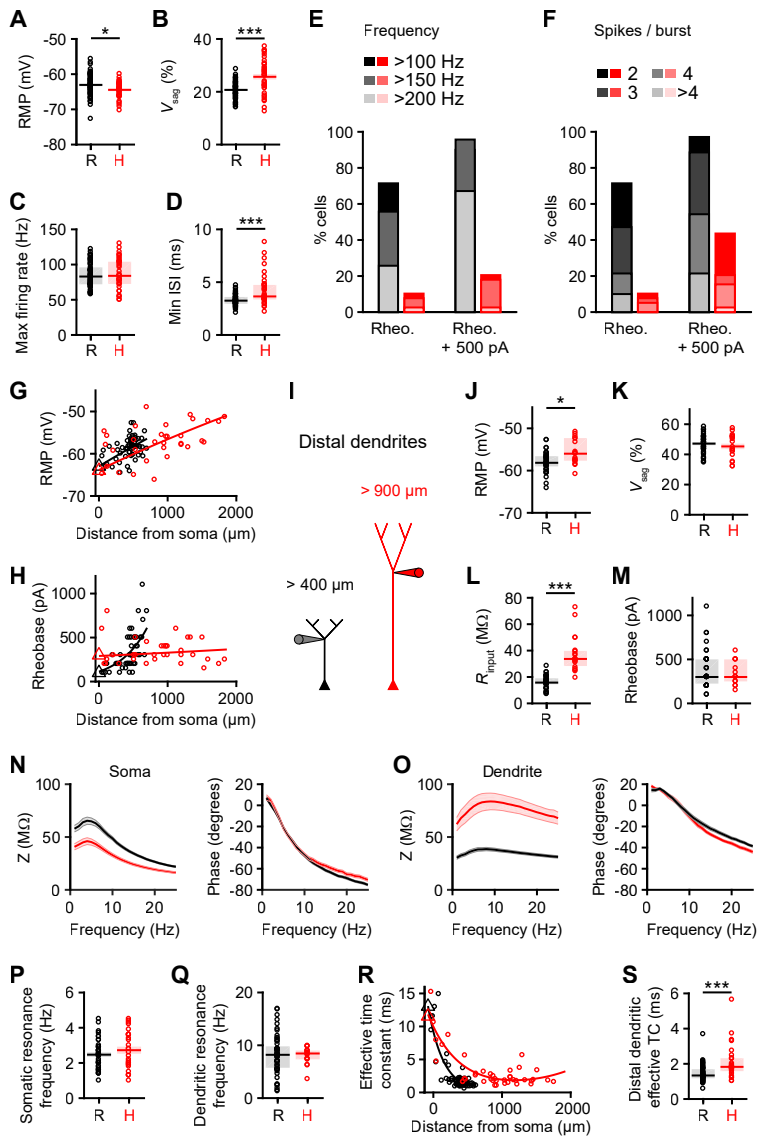 A
RMP (mV)
-50
-60
-70
-80
*
R
H
B
Vsag (%)
40
20
0
***
R
H
C
Max firing rate (Hz)
150
100
50
0
R
H
D
Min ISI (ms)
10
5
0
***
R
H
E
Frequency
>100 Hz
>150 Hz
>200 Hz
% cells
100
80
60
40
20
0
Rheo.
Rheo.
+ 500 pA
F
Spikes / burst
2
4
3
>4
% cells
100
80
60
40
20
0
Rheo.
Rheo.
+ 500 pA
G
RMP (mV)
-50
-60
-70
0
1000
2000
Distance from soma (µm)
H
Rheobase (pA)
1000
500
0
0
1000
2000
Distance from soma (µm)
I
Distal dendrites
> 900 µm
> 400 µm
J
RMP (mV)
-50
-60
-70
*
R
H
K
Vsag (%)
60
40
20
0
R
H
L
Rinput (MΩ)
80
60
40
20
0
***
R
H
M
Rheobase (pA)
1000
500
0
R
H
N
Soma
Z (MΩ)
100
50
0
0
10
20
Frequency (Hz)
Phase (degrees)
20
0
-20
-40
-60
-80
0
10
20
Frequency (Hz)
O
Dendrite
Z (MΩ)
100
50
0
0
10
20
Frequency (Hz)
Phase (degrees)
20
0
-20
-40
-60
-80
0
10
20
Frequency (Hz)
P
Somatic resonance
frequency (Hz)
6
4
2
0
R
H
Q
Dendritic resonance
frequency (Hz)
20
10
0
R
H
R
Effective time
constant (ms)
15
10
5
0
0
1000
2000
Distance from soma (µm)
S
Distal dendritic
effective TC (ms)
6
4
2
0
***
R
H